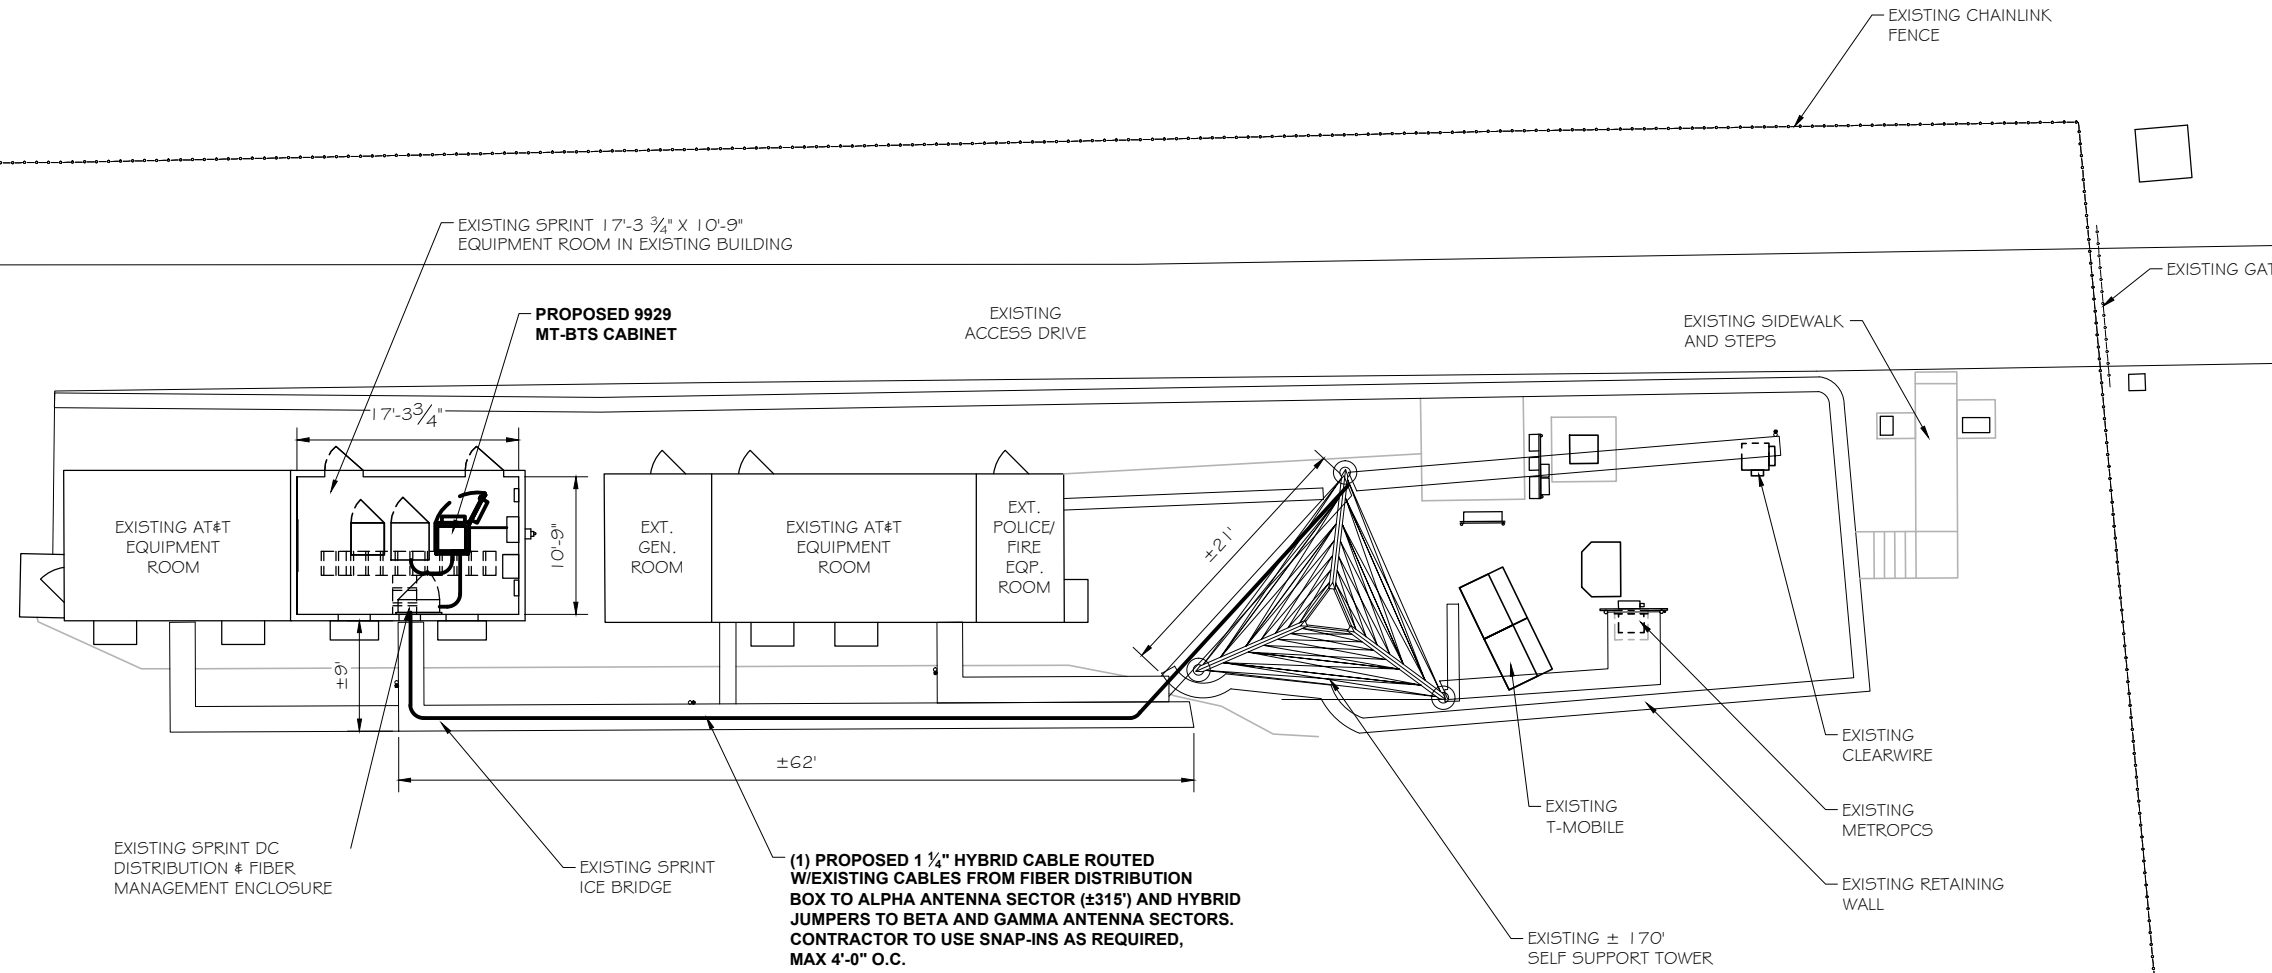 EXISTING CHAINLINK
FENCE
EXISTING SPRINT 17'-3 ¾" X 10'-9"
EQUIPMENT ROOM IN EXISTING BUILDING
EXISTING GAT
PROPOSED 9929
MT-BTS CABINET
EXISTING
ACCESS DRIVE
EXISTING SIDEWALK
AND STEPS
17'-3¾"
10'-9"
EXISTING AT&T
EQUIPMENT
ROOM
EXT.
GEN.
ROOM
EXISTING AT&T
EQUIPMENT
ROOM
EXT.
POLICE/
FIRE
EQP.
ROOM
±21'
±9'
±62'
EXISTING
CLEARWIRE
EXISTING
T-MOBILE
EXISTING
METROPCS
EXISTING SPRINT DC
DISTRIBUTION & FIBER
MANAGEMENT ENCLOSURE
EXISTING SPRINT
ICE BRIDGE
(1) PROPOSED 1 ¼" HYBRID CABLE ROUTED
W/EXISTING CABLES FROM FIBER DISTRIBUTION
BOX TO ALPHA ANTENNA SECTOR (±315') AND HYBRID
JUMPERS TO BETA AND GAMMA ANTENNA SECTORS.
CONTRACTOR TO USE SNAP-INS AS REQUIRED,
MAX 4'-0" O.C.
EXISTING RETAINING
WALL
EXISTING ± 170'
SELF SUPPORT TOWER